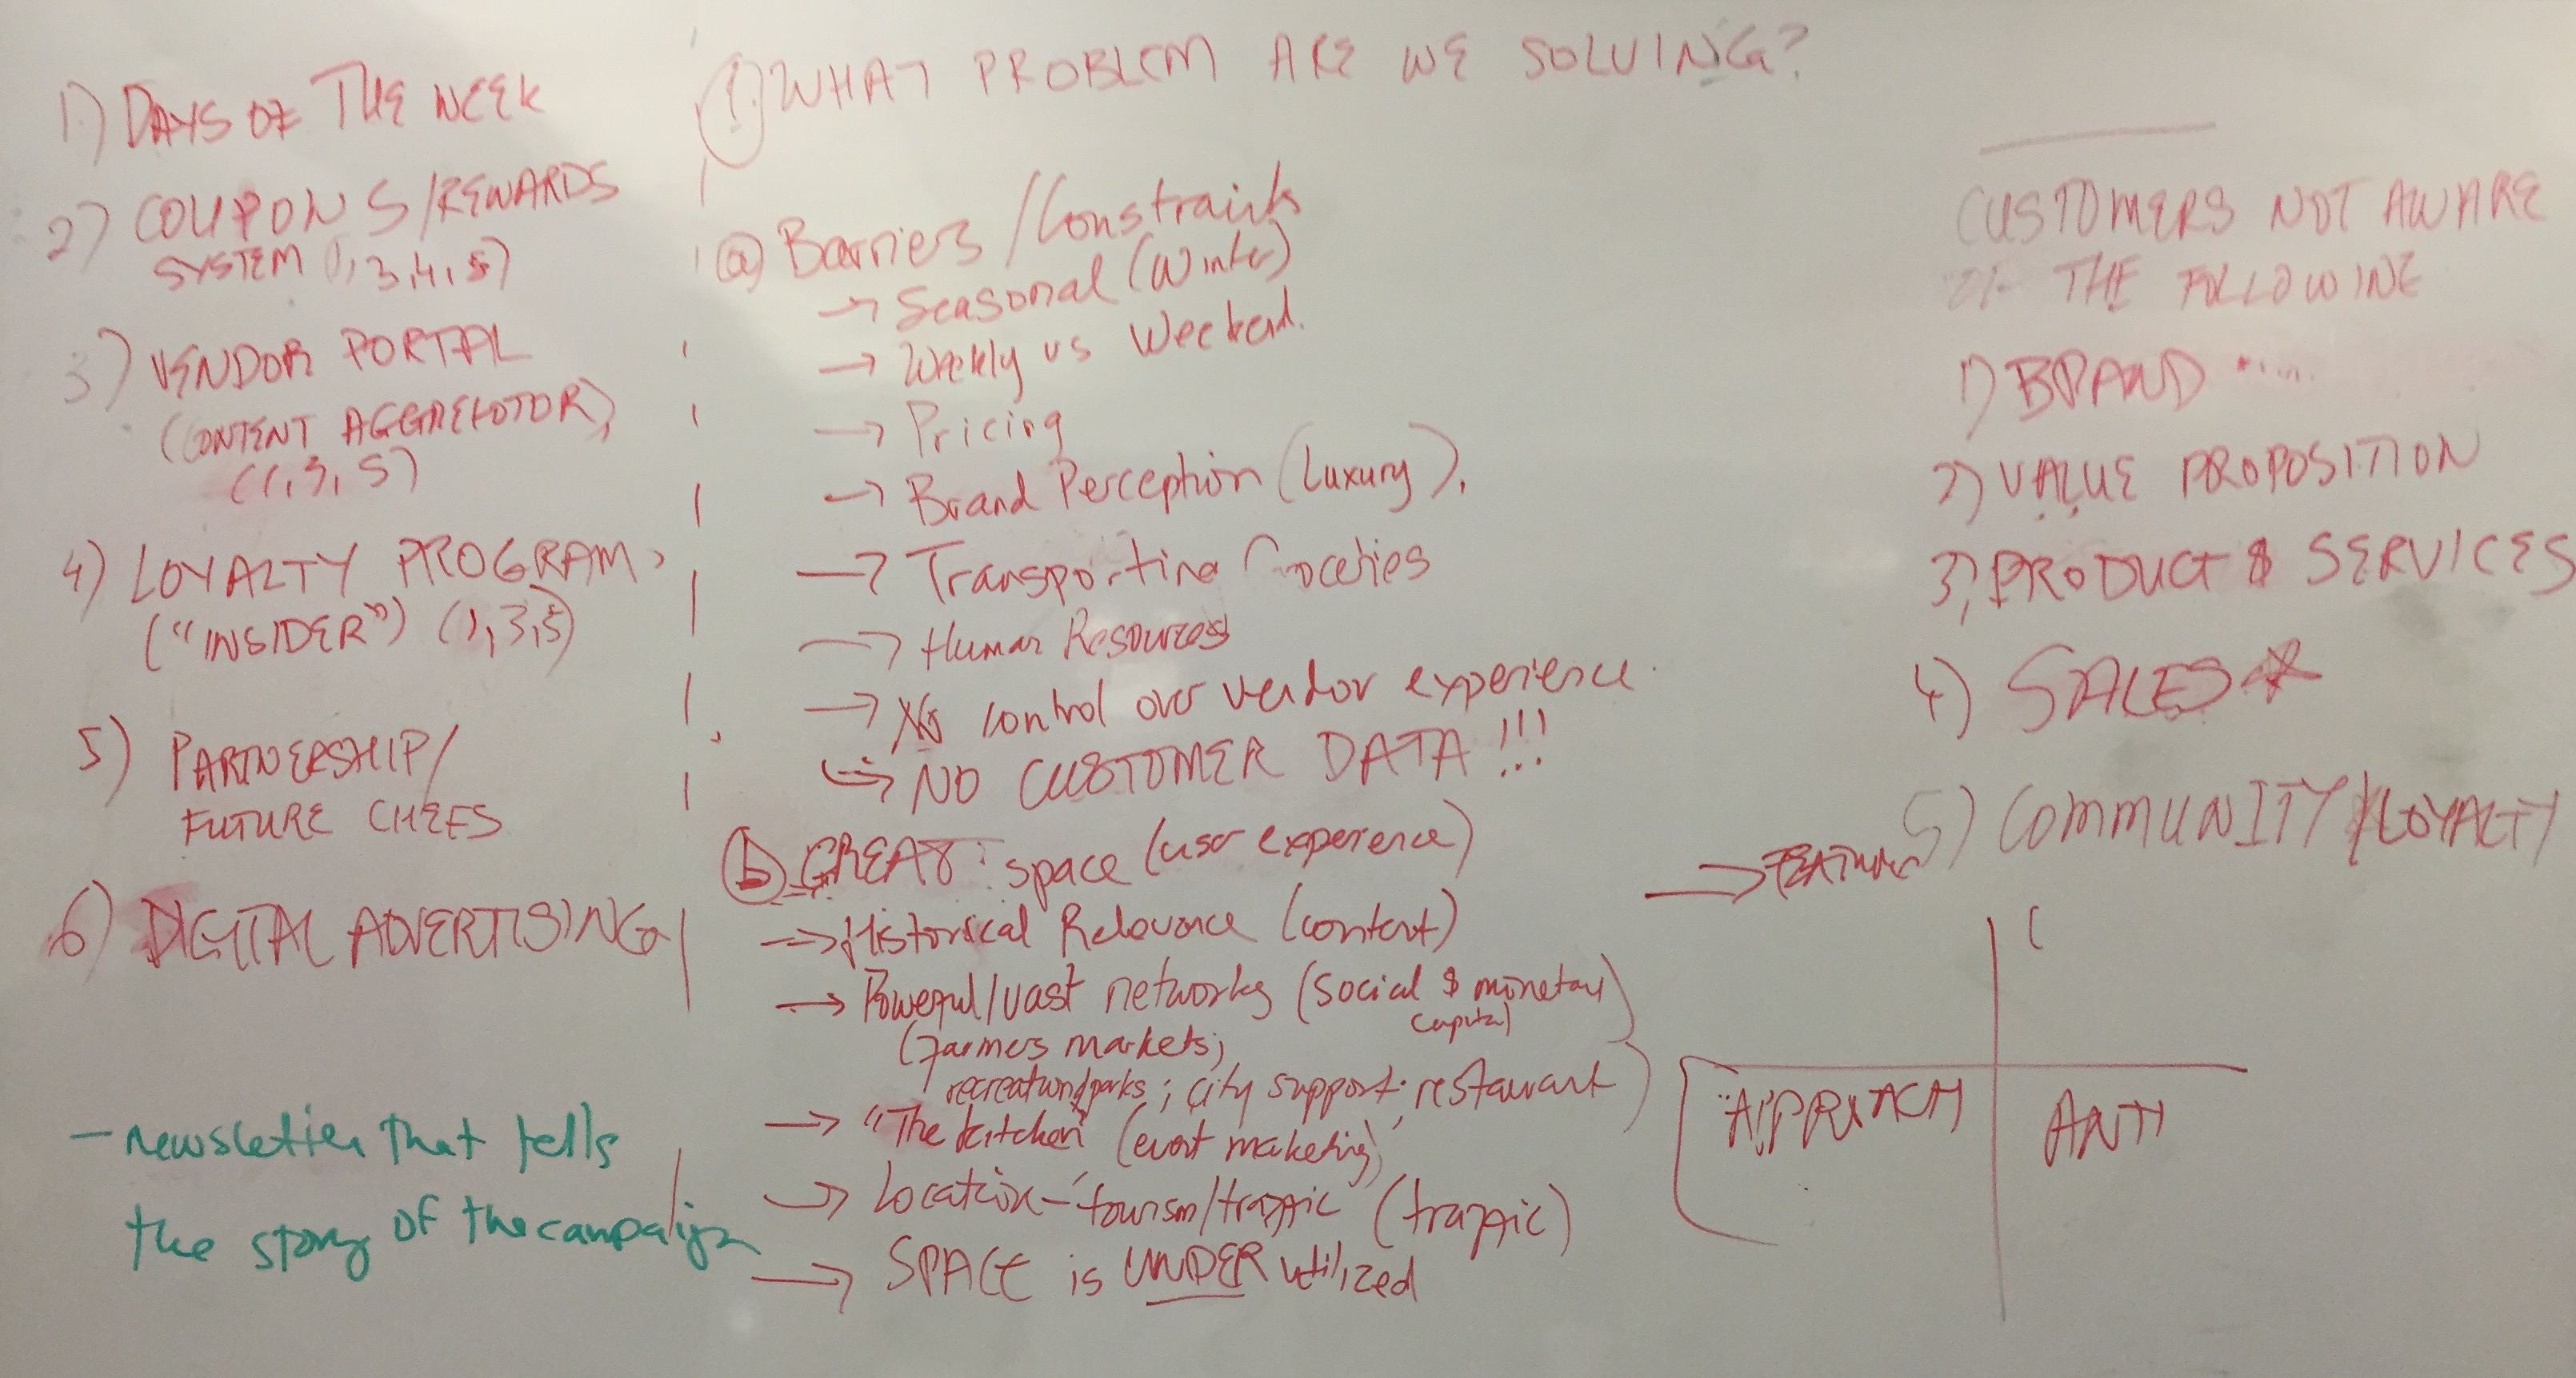 1) DAYS OF THE WEEK
2) COUPONS/REWARDS
SYSTEM (1,3,4,5)
3) VENDOR PORTAL
(CONTENT AGGREGATOR)
(1,3,5)
4) LOYALTY PROGRAM
("INSIDER") (1,3,5)
5) PARTNERSHIP/
FUTURE CHEFS
6) DIGITAL ADVERTISING
- newsletter that tells
the story of the campaign
1. WHAT PROBLEM ARE WE SOLVING?
a) Barriers/Constraints
→ Seasonal (Winter)
→ Weekly vs Weekend.
→ Pricing
→ Brand Perception (Luxury).
→ Transporting Groceries
→ Human Resources
→ No control over vendor experience
→ NO CUSTOMER DATA!!!
b) GREAT: space (user experience)
→ Historical Relevance (content)
→ Powerful/vast networks (social & monetary
capital)
(farmers markets;
recreation/parks; city support; restaurant)
→ "The kitchen" (event marketing)
→ Location - tourism/traffic (traffic)
→ SPACE is UNDER utilized
CUSTOMERS NOT AWARE
OF THE FOLLOWING
1) BRAND
2) VALUE PROPOSITION
3) PRODUCT & SERVICES
4) SALES
5) COMMUNITY/LOYALTY
→
APPROACH
ANTI